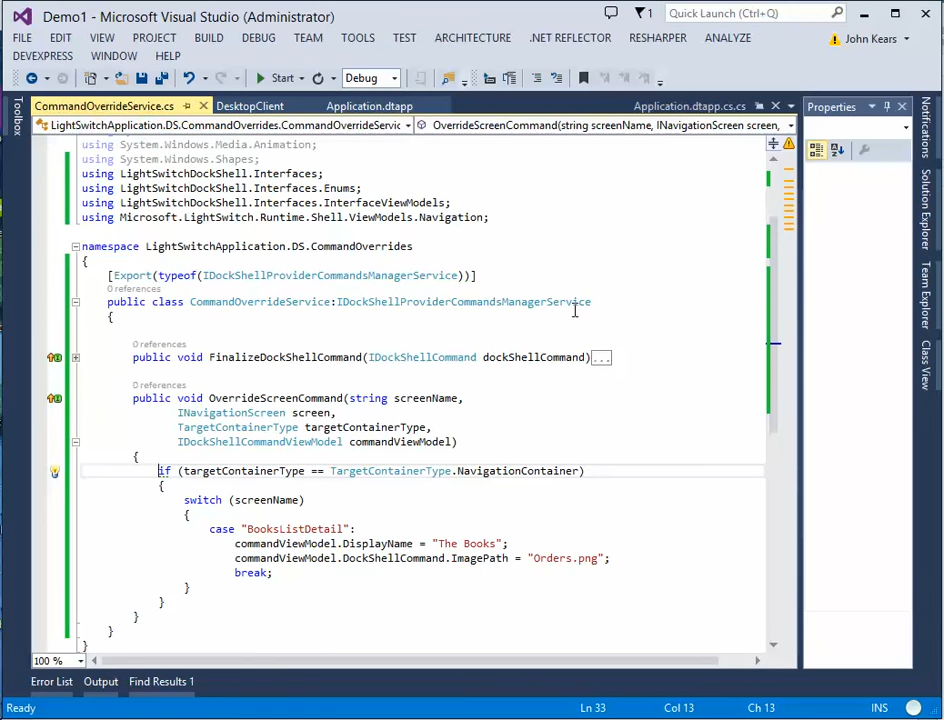 Demo1 - Microsoft Visual Studio (Administrator)
1
Quick Launch (Ctrl+Q)
FILE EDIT VIEW PROJECT BUILD DEBUG TEAM TOOLS TEST ARCHITECTURE .NET REFLECTOR RESHARPER ANALYZE
John Kears
DEVEXPRESS WINDOW HELP
Start Debug
Toolbox
CommandOverrideService.cs DesktopClient Application.dtapp Application.dtapp.cs.cs
Properties
LightSwitchApplication.DS.CommandOverrides.CommandOverrideServic OverrideScreenCommand(string screenName, INavigationScreen screen,
using System.Windows.Media.Animation;
using System.Windows.Shapes;
using LightSwitchDockShell.Interfaces;
using LightSwitchDockShell.Interfaces.Enums;
using LightSwitchDockShell.Interfaces.InterfaceViewModels;
using Microsoft.LightSwitch.Runtime.Shell.ViewModels.Navigation;
namespace LightSwitchApplication.DS.CommandOverrides
{
[Export(typeof(IDockShellProviderCommandsManagerService))]
0 references
public class CommandOverrideService:IDockShellProviderCommandsManagerService
{
0 references
public void FinalizeDockShellCommand(IDockShellCommand dockShellCommand)...
0 references
public void OverrideScreenCommand(string screenName,
INavigationScreen screen,
TargetContainerType targetContainerType,
IDockShellCommandViewModel commandViewModel)
{
if (targetContainerType == TargetContainerType.NavigationContainer)
{
switch (screenName)
{
case "BooksListDetail":
commandViewModel.DisplayName = "The Books";
commandViewModel.DockShellCommand.ImagePath = "Orders.png";
break;
}
}
}
}
}
100 %
Notifications
Solution Explorer
Team Explorer
Class View
Error List Output Find Results 1
Ready Ln 33 Col 13 Ch 13 INS